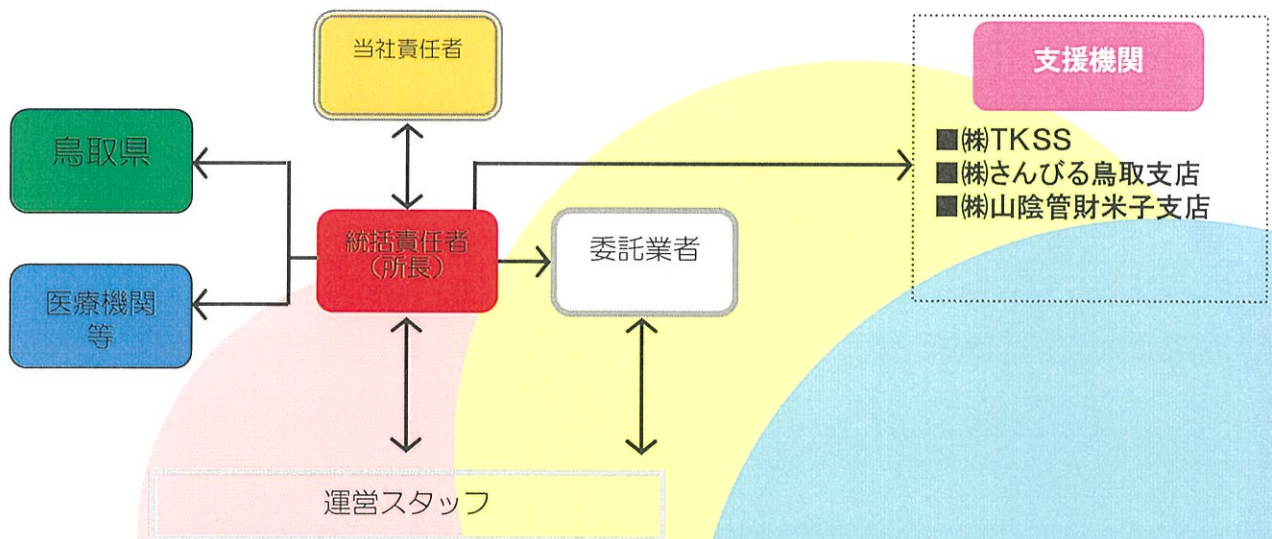 当社責任者
支援機関
鳥取県
■㈱TKSS
■㈱さんびる鳥取支店
■㈱山陰管財米子支店
統括責任者
(所長)
委託業者
医療機関
等
運営スタッフ